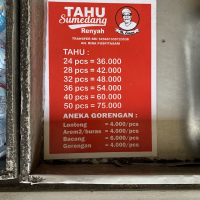 TAHU
Sumedang
Renyah
TAHU :
24 pcs = 36.000
28 pcs = 42.000
32 pcs = 48.000
36 pcs = 54.000
40 pcs = 60.000
50 pcs = 75.000
ANEKA GORENGAN :
Lontong = 4.000/pcs
Arem2/buras = 4.000/pcs
Bacang = 6.000/pcs
Gorengan = 4.000/pcs